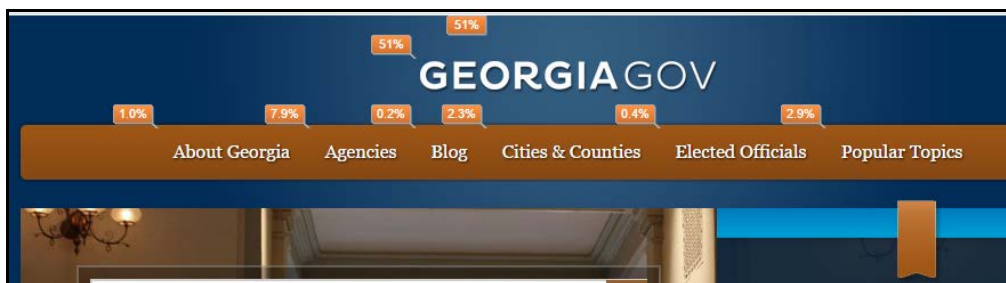 51%
51%
GEORGIAGOV
1.0% 7.9% 0.2% 2.3% 0.4% 2.9%
About Georgia Agencies Blog Cities & Counties Elected Officials Popular Topics